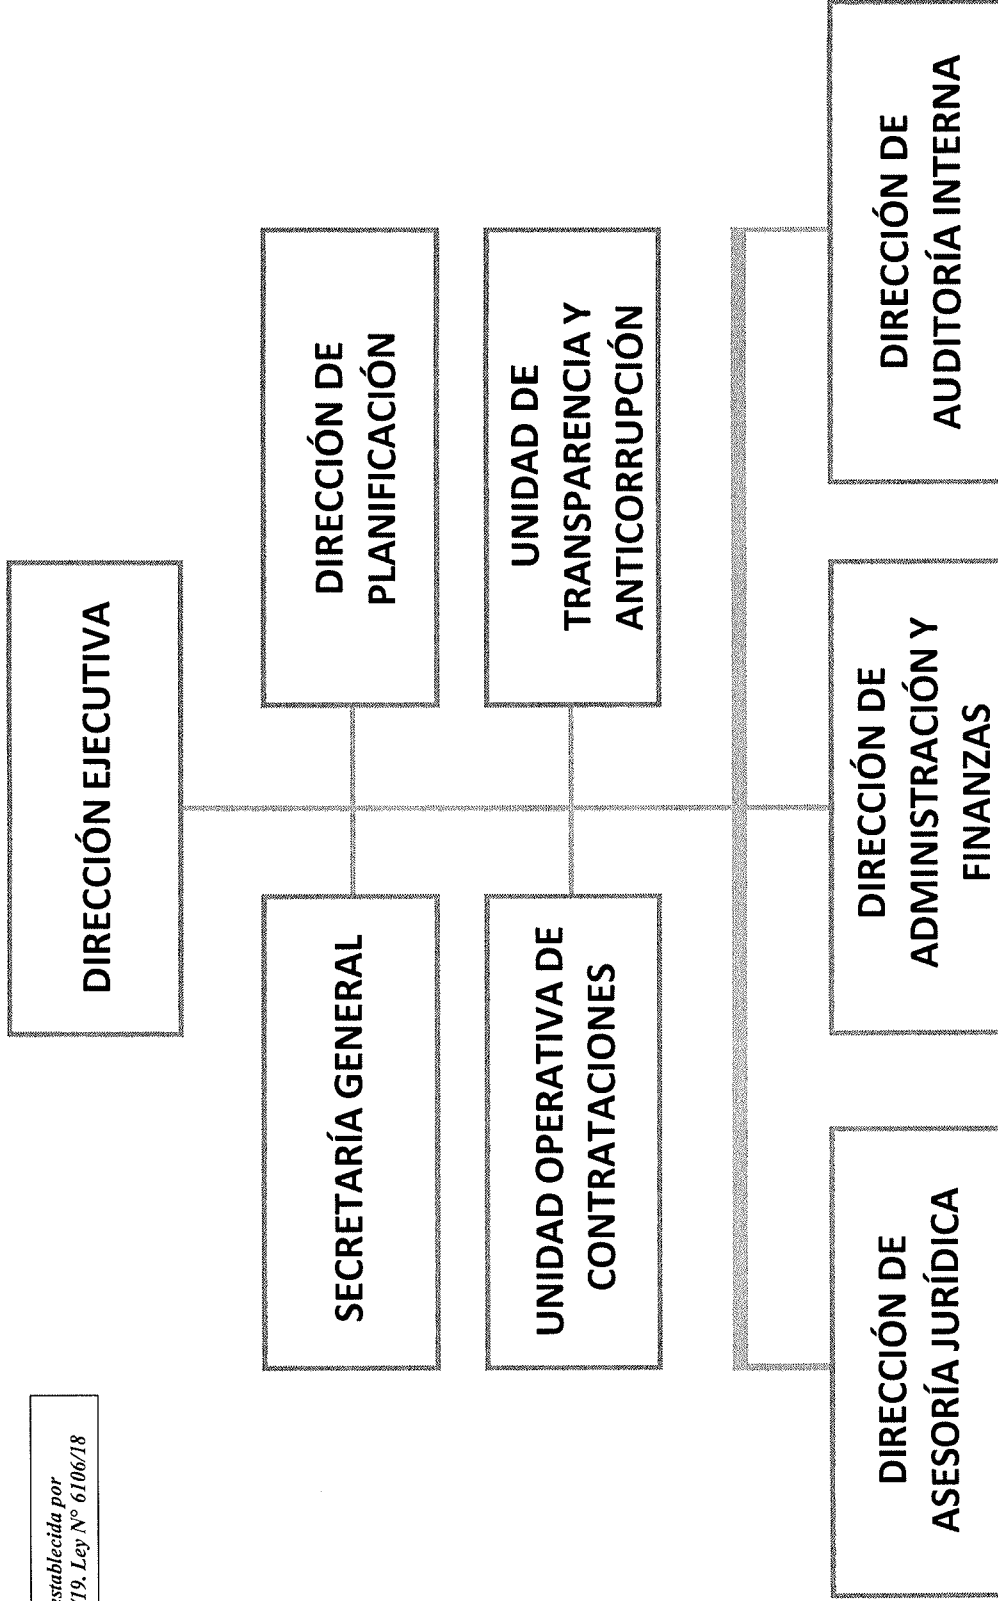 stablecida por
/19. Ley N° 6106/18
DIRECCIÓN EJECUTIVA
SECRETARÍA GENERAL
DIRECCIÓN DE
PLANIFICACIÓN
UNIDAD OPERATIVA DE
CONTRATACIONES
UNIDAD DE
TRANSPARENCIA Y
ANTICORRUPCIÓN
DIRECCIÓN DE
ASESORÍA JURÍDICA
DIRECCIÓN DE
ADMINISTRACIÓN Y
FINANZAS
DIRECCIÓN DE
AUDITORÍA INTERNA